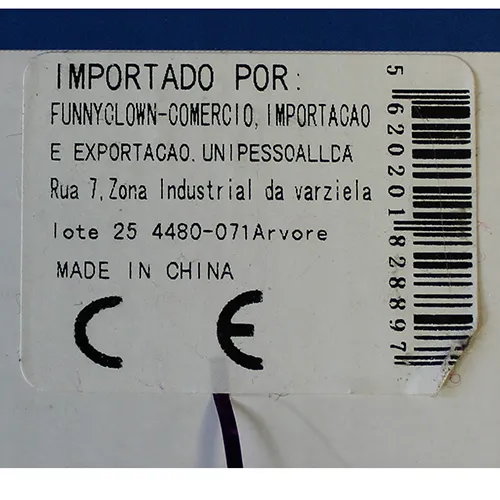 IMPORTADO POR:
FUNNYCLOWN-COMERCIO, IMPORTACAO
E EXPORTACAO. UNIPESSOALLDA
Rua 7, Zona Industrial da varziela
lote 25 4480-071Arvore
MADE IN CHINA
CE
5620201828897